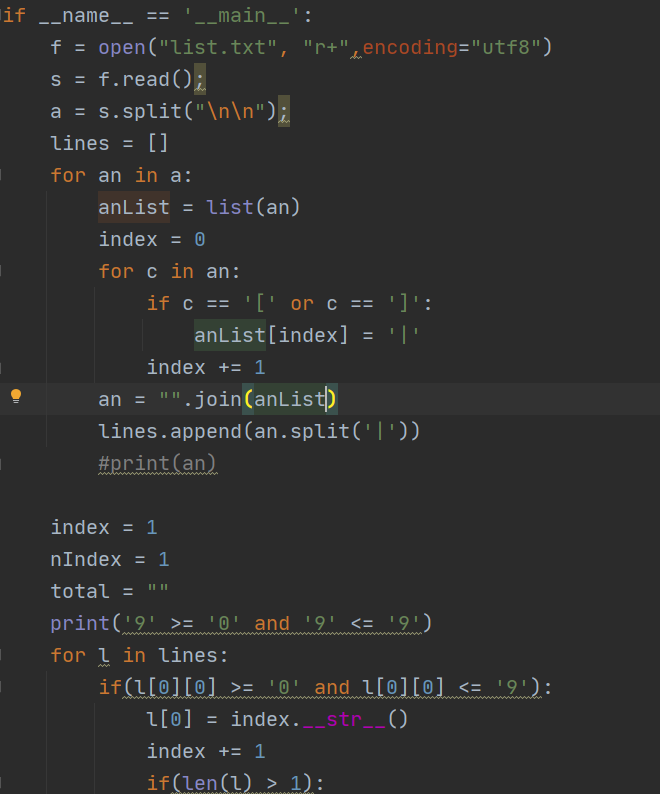 if __name__ == '__main__':
    f = open("list.txt", "r+",encoding="utf8")
    s = f.read();
    a = s.split("\n\n");
    lines = []
    for an in a:
        anList = list(an)
        index = 0
        for c in an:
            if c == '[' or c == ']':
                anList[index] = '|'
            index += 1
        an = "".join(anList)
        lines.append(an.split('|'))
        #print(an)

    index = 1
    nIndex = 1
    total = ""
    print('9' >= '0' and '9' <= '9')
    for l in lines:
        if(l[0][0] >= '0' and l[0][0] <= '9'):
            l[0] = index.__str__()
            index += 1
            if(len(l) > 1):